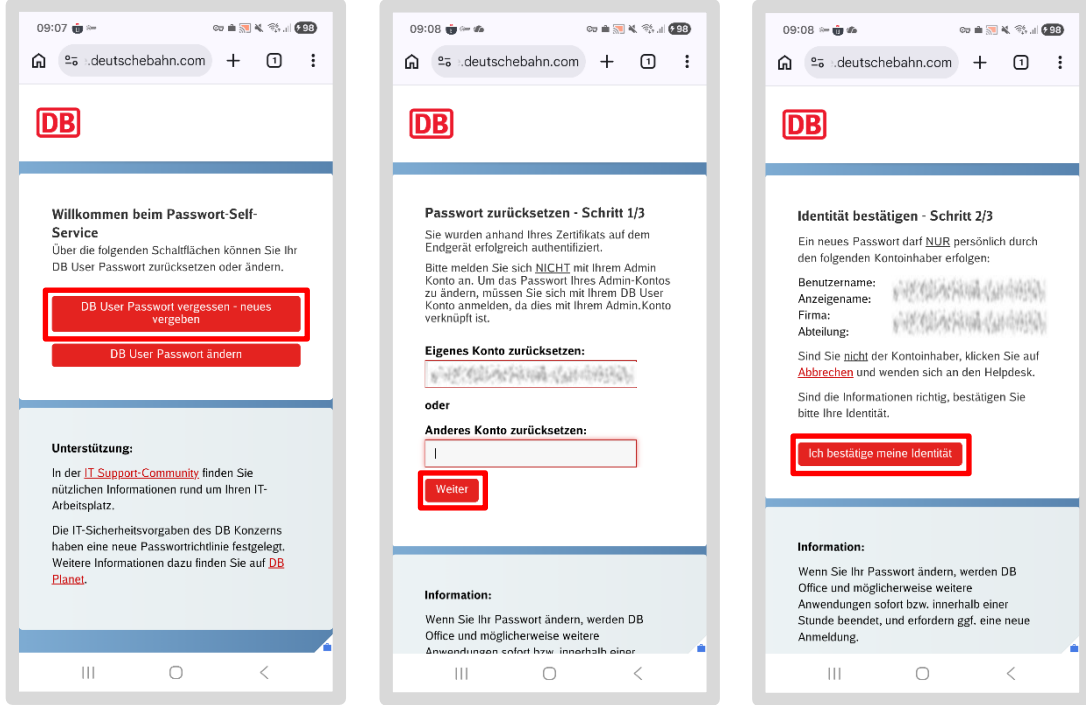 09:07
98
.deutschebahn.com
1
DB
Willkommen beim Passwort-Self-
Service
Über die folgenden Schaltflächen können Sie Ihr
DB User Passwort zurücksetzen oder ändern.
DB User Passwort vergessen - neues
vergeben
DB User Passwort ändern
Unterstützung:
In der IT Support-Community finden Sie
nützlichen Informationen rund um Ihren IT-
Arbeitsplatz.
Die IT-Sicherheitsvorgaben des DB Konzerns
haben eine neue Passwortrichtlinie festgelegt.
Weitere Informationen dazu finden Sie auf DB
Planet.
09:08
98
.deutschebahn.com
1
DB
Passwort zurücksetzen - Schritt 1/3
Sie wurden anhand Ihres Zertifikats auf dem
Endgerät erfolgreich authentifiziert.
Bitte melden Sie sich NICHT mit Ihrem Admin
Konto an. Um das Passwort Ihres Admin-Kontos
zu ändern, müssen Sie sich mit Ihrem DB User
Konto anmelden, da dies mit Ihrem Admin.Konto
verknüpft ist.
Eigenes Konto zurücksetzen:
oder
Anderes Konto zurücksetzen:
Weiter
Information:
Wenn Sie Ihr Passwort ändern, werden DB
Office und möglicherweise weitere
Anwendungen sofort bzw. innerhalb einer
09:08
98
.deutschebahn.com
1
DB
Identität bestätigen - Schritt 2/3
Ein neues Passwort darf NUR persönlich durch
den folgenden Kontoinhaber erfolgen:
Benutzername:
Anzeigename:
Firma:
Abteilung:
Sind Sie nicht der Kontoinhaber, klicken Sie auf
Abbrechen und wenden sich an den Helpdesk.
Sind die Informationen richtig, bestätigen Sie
bitte Ihre Identität.
Ich bestätige meine Identität
Information:
Wenn Sie Ihr Passwort ändern, werden DB
Office und möglicherweise weitere
Anwendungen sofort bzw. innerhalb einer
Stunde beendet, und erfordern ggf. eine neue
Anmeldung.